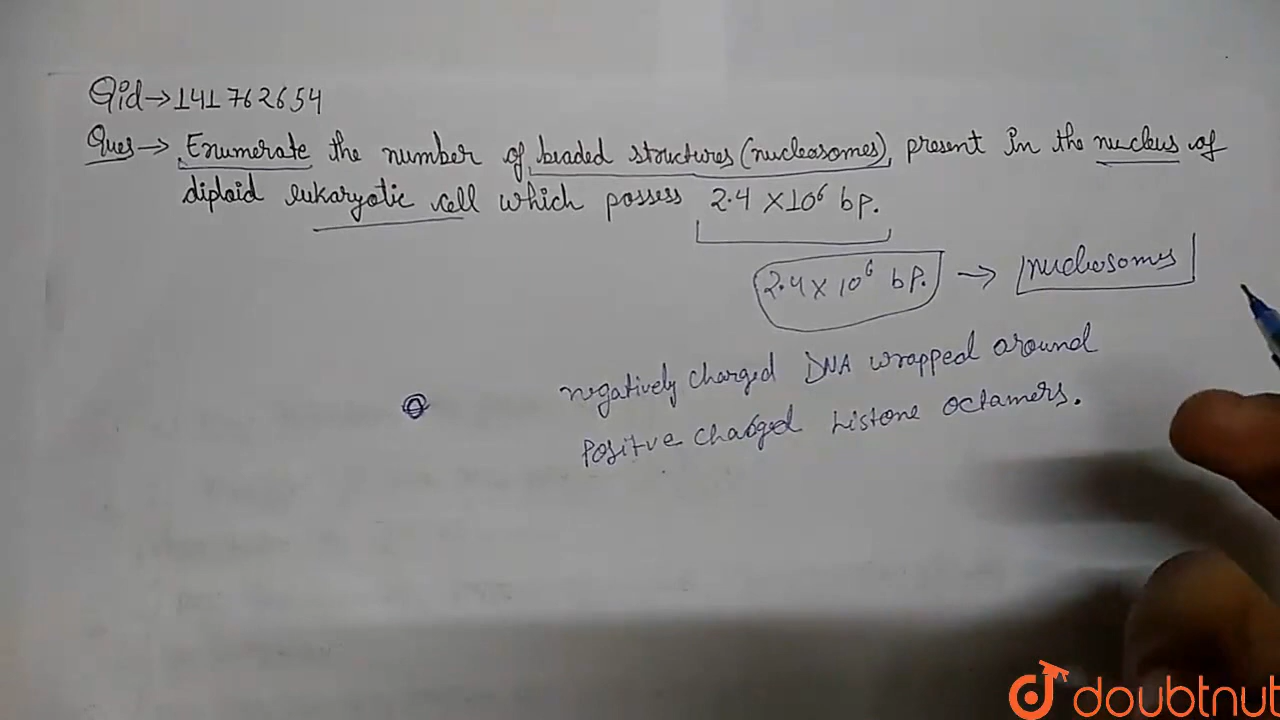 Qid→141762654
Ques→ Enumerate the number of beaded structures (nucleosomes), present in the nucleus of
diploid eukaryotic cell which possess 2.4 ×10⁶ bp.
2.4 × 10⁶ bP. → nucleosomes
negatively charged DNA wrapped around
Positve charged histone octamers.
doubtnut